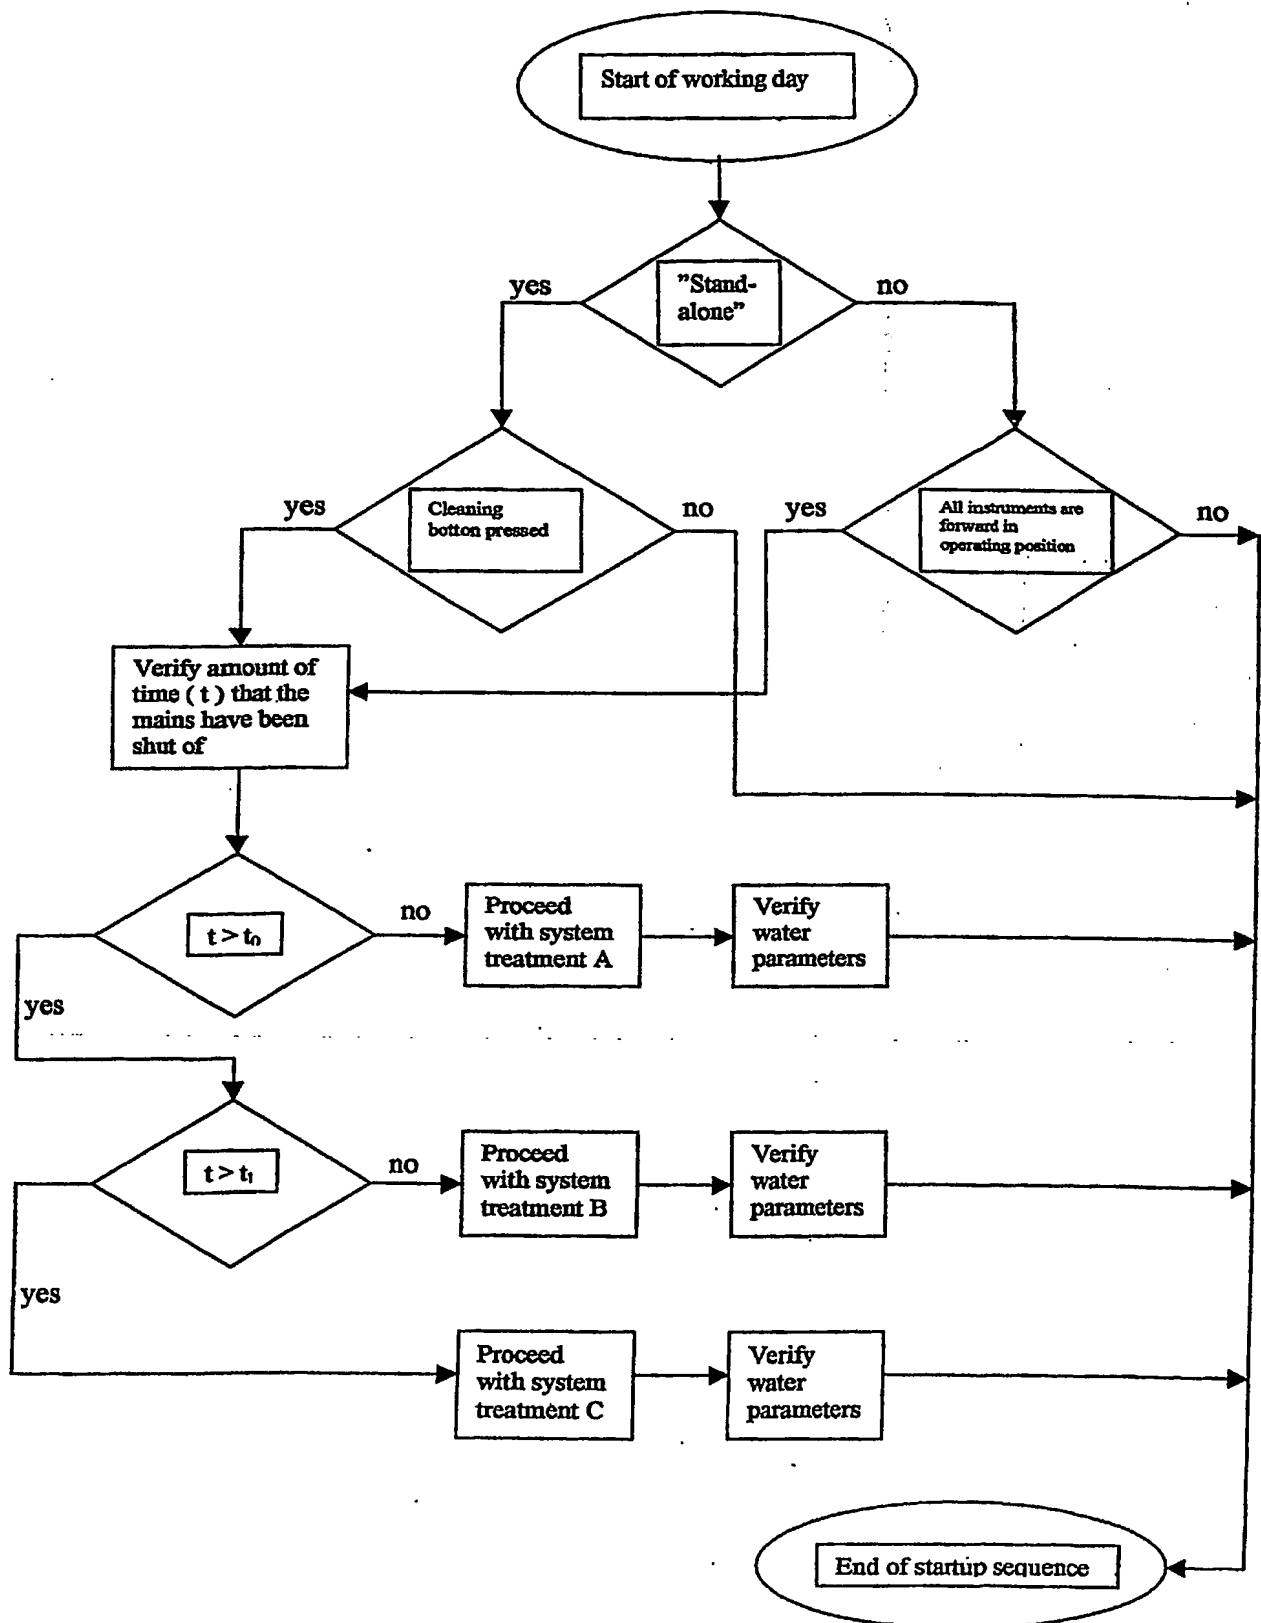 Start of working day
yes
”Stand-
alone”
no
yes
Cleaning
botton pressed
no
yes
All instruments are
forward in
operating position
no
Verify amount of
time ( t ) that the
mains have been
shut of
t > t₀
no
Proceed
with system
treatment A
Verify
water
parameters
yes
t > t₁
no
Proceed
with system
treatment B
Verify
water
parameters
yes
Proceed
with system
treatment C
Verify
water
parameters
End of startup sequence